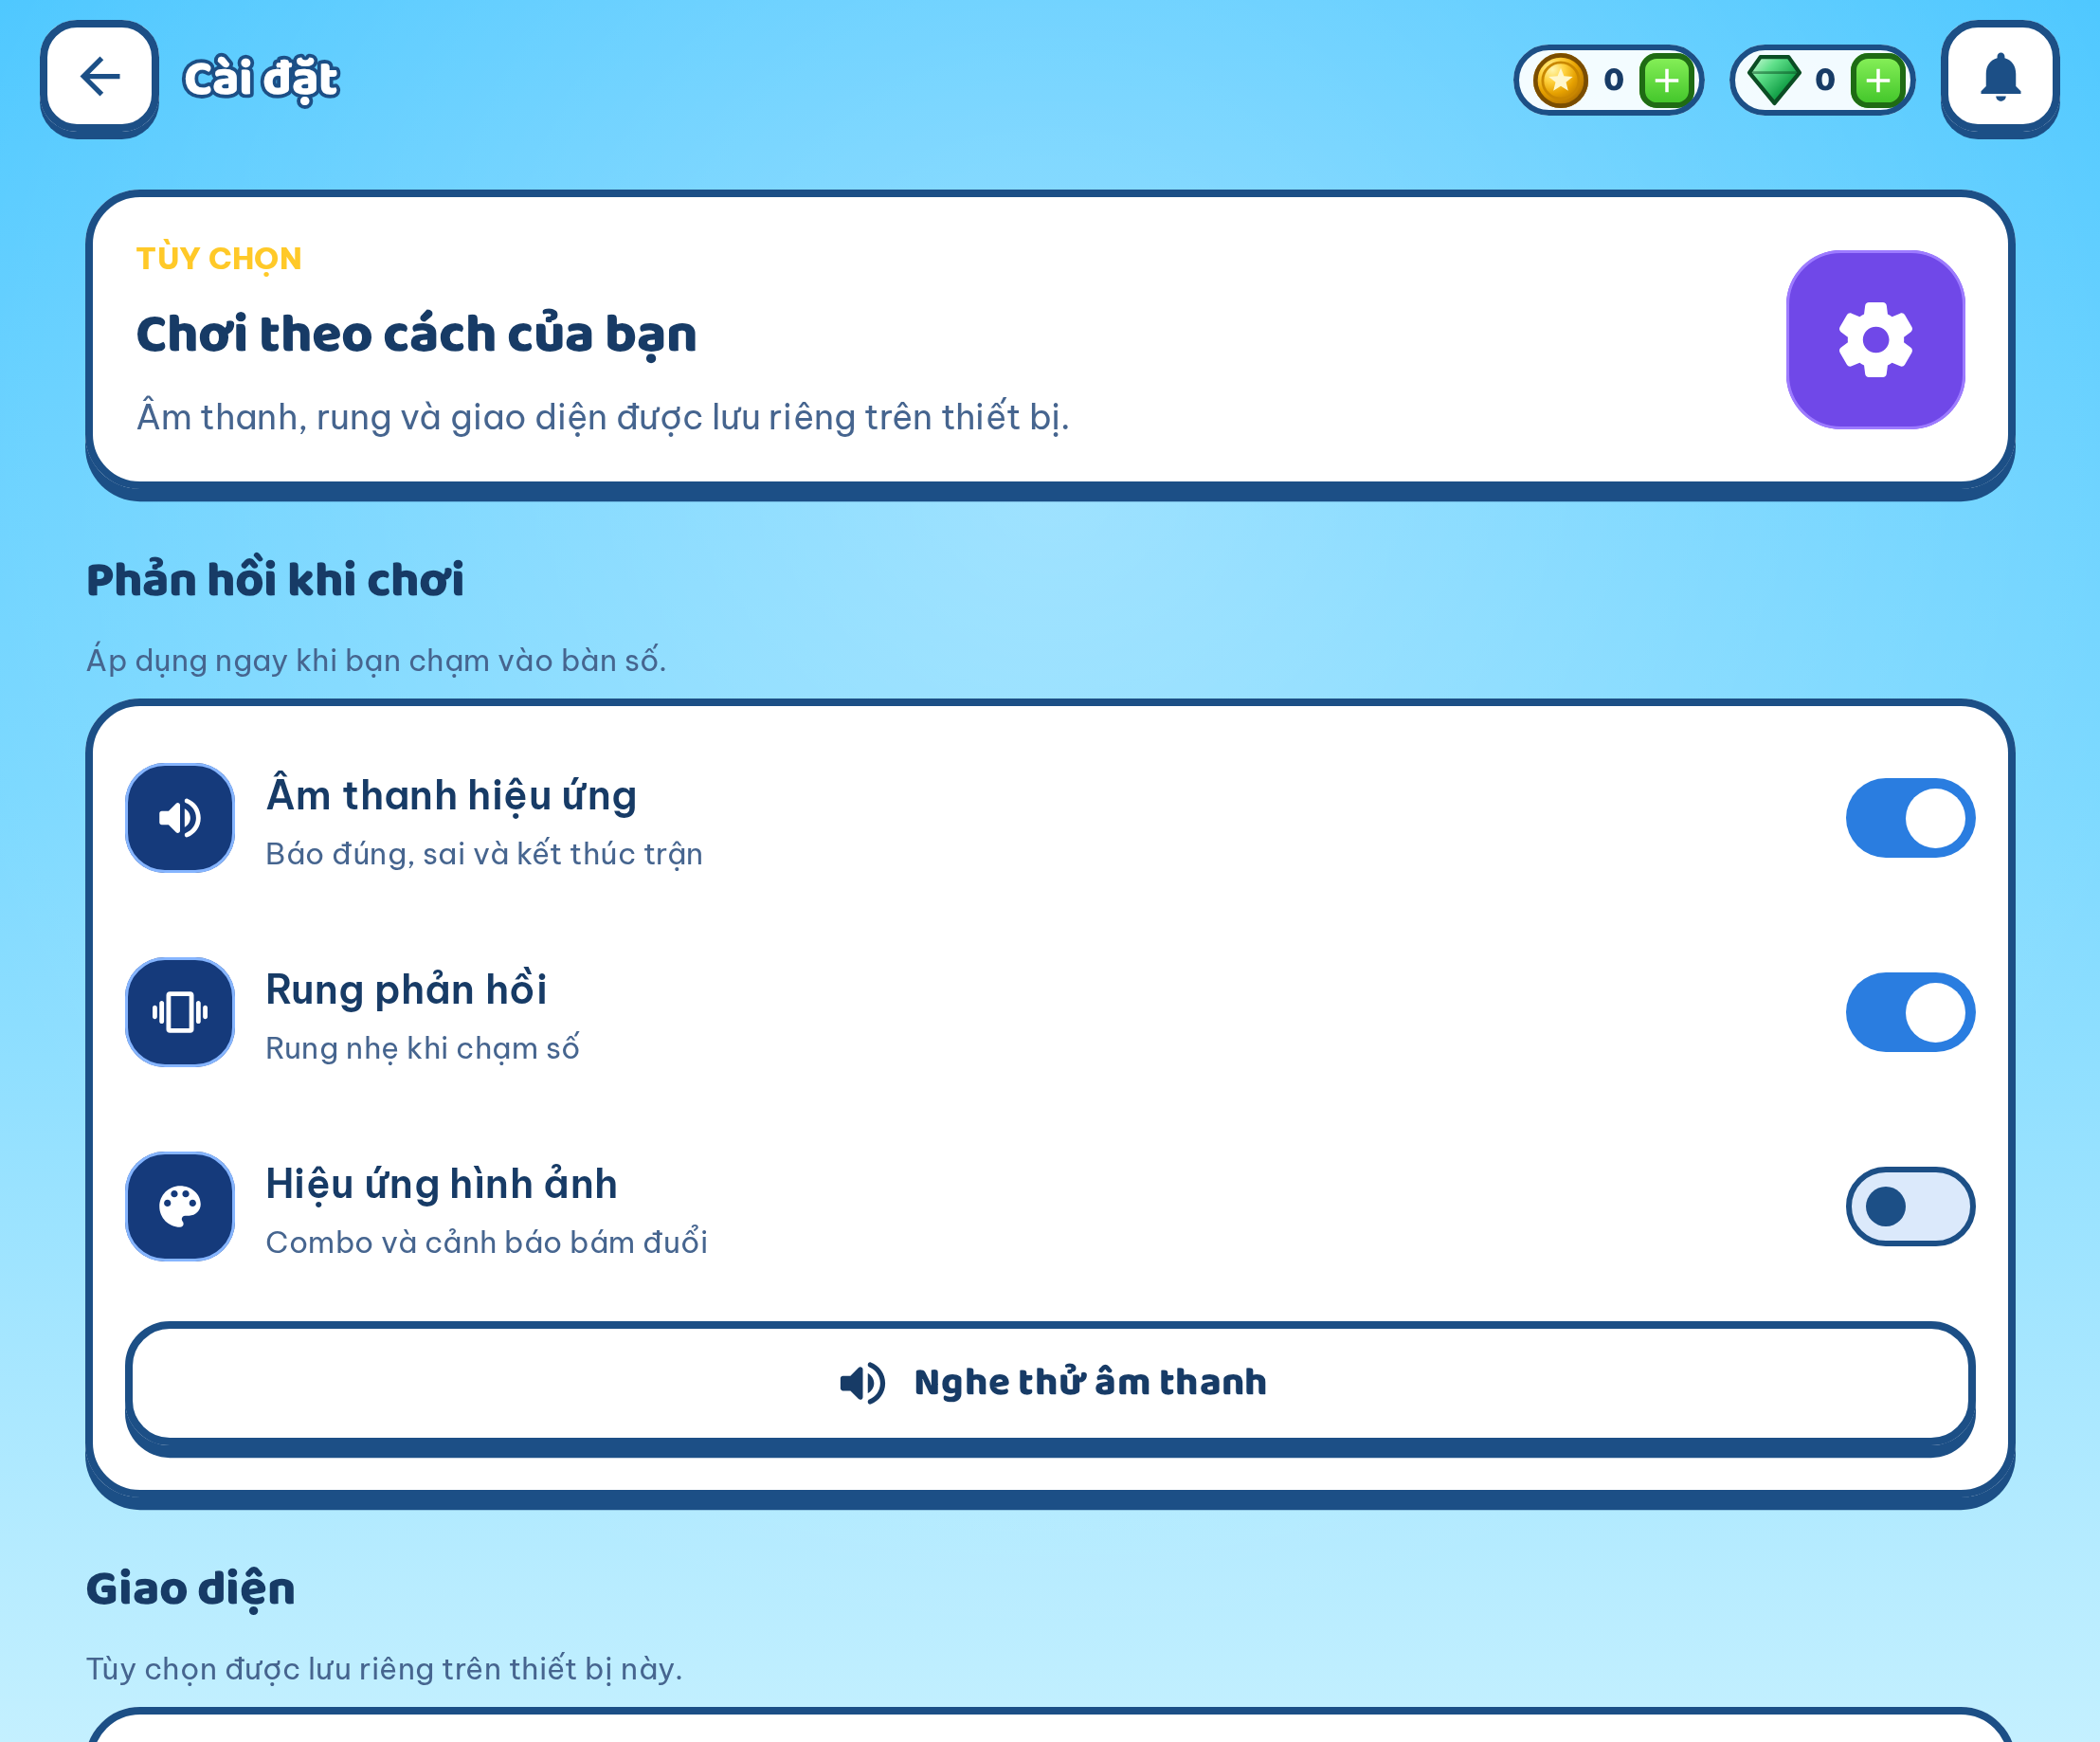 Cài đặt
0
0
TÙY CHỌN
Chơi theo cách của bạn
Âm thanh, rung và giao diện được lưu riêng trên thiết bị.
Phản hồi khi chơi
Áp dụng ngay khi bạn chạm vào bàn số.
Âm thanh hiệu ứng
Báo đúng, sai và kết thúc trận
Rung phản hồi
Rung nhẹ khi chạm số
Hiệu ứng hình ảnh
Combo và cảnh báo bám đuổi
Nghe thử âm thanh
Giao diện
Tùy chọn được lưu riêng trên thiết bị này.